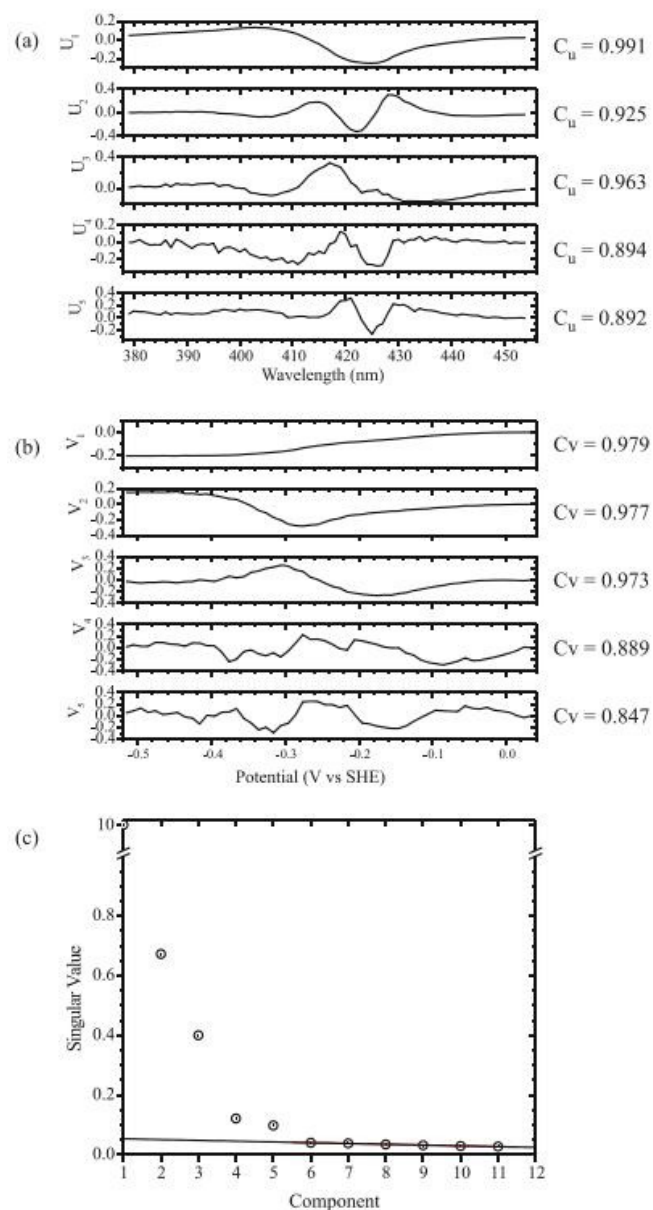 (a)
0.2
0.0
-0.2
U1
Cu = 0.991
0.4
0.0
-0.4
U2
Cu = 0.925
0.4
0.0
U3
Cu = 0.963
0.2
0.0
-0.2
U4
Cu = 0.894
0.4
0.2
0.0
-0.2
U5
Cu = 0.892
380 390 400 410 420 430 440 450
Wavelength (nm)
(b)
0.0
-0.2
V1
Cv = 0.979
0.2
0.0
-0.2
-0.4
V2
Cv = 0.977
0.4
0.2
0.0
-0.2
-0.4
V3
Cv = 0.973
0.4
0.2
0.0
-0.2
-0.4
V4
Cv = 0.889
0.4
0.2
0.0
-0.2
-0.4
V5
Cv = 0.847
-0.5 -0.4 -0.3 -0.2 -0.1 0.0
Potential (V vs SHE)
(c)
10
0.8
0.4
0.2
0.0
Singular Value
1 2 3 4 5 6 7 8 9 10 11 12
Component